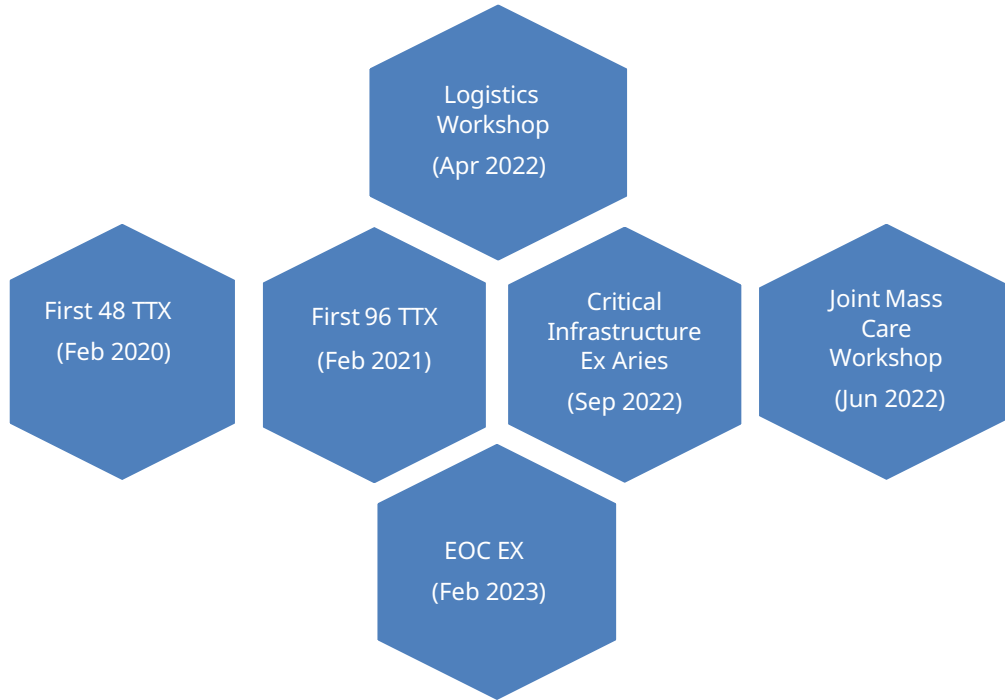 Logistics
Workshop
(Apr 2022)
First 48 TTX
(Feb 2020)
First 96 TTX
(Feb 2021)
Critical
Infrastructure
Ex Aries
(Sep 2022)
Joint Mass
Care
Workshop
(Jun 2022)
EOC EX
(Feb 2023)